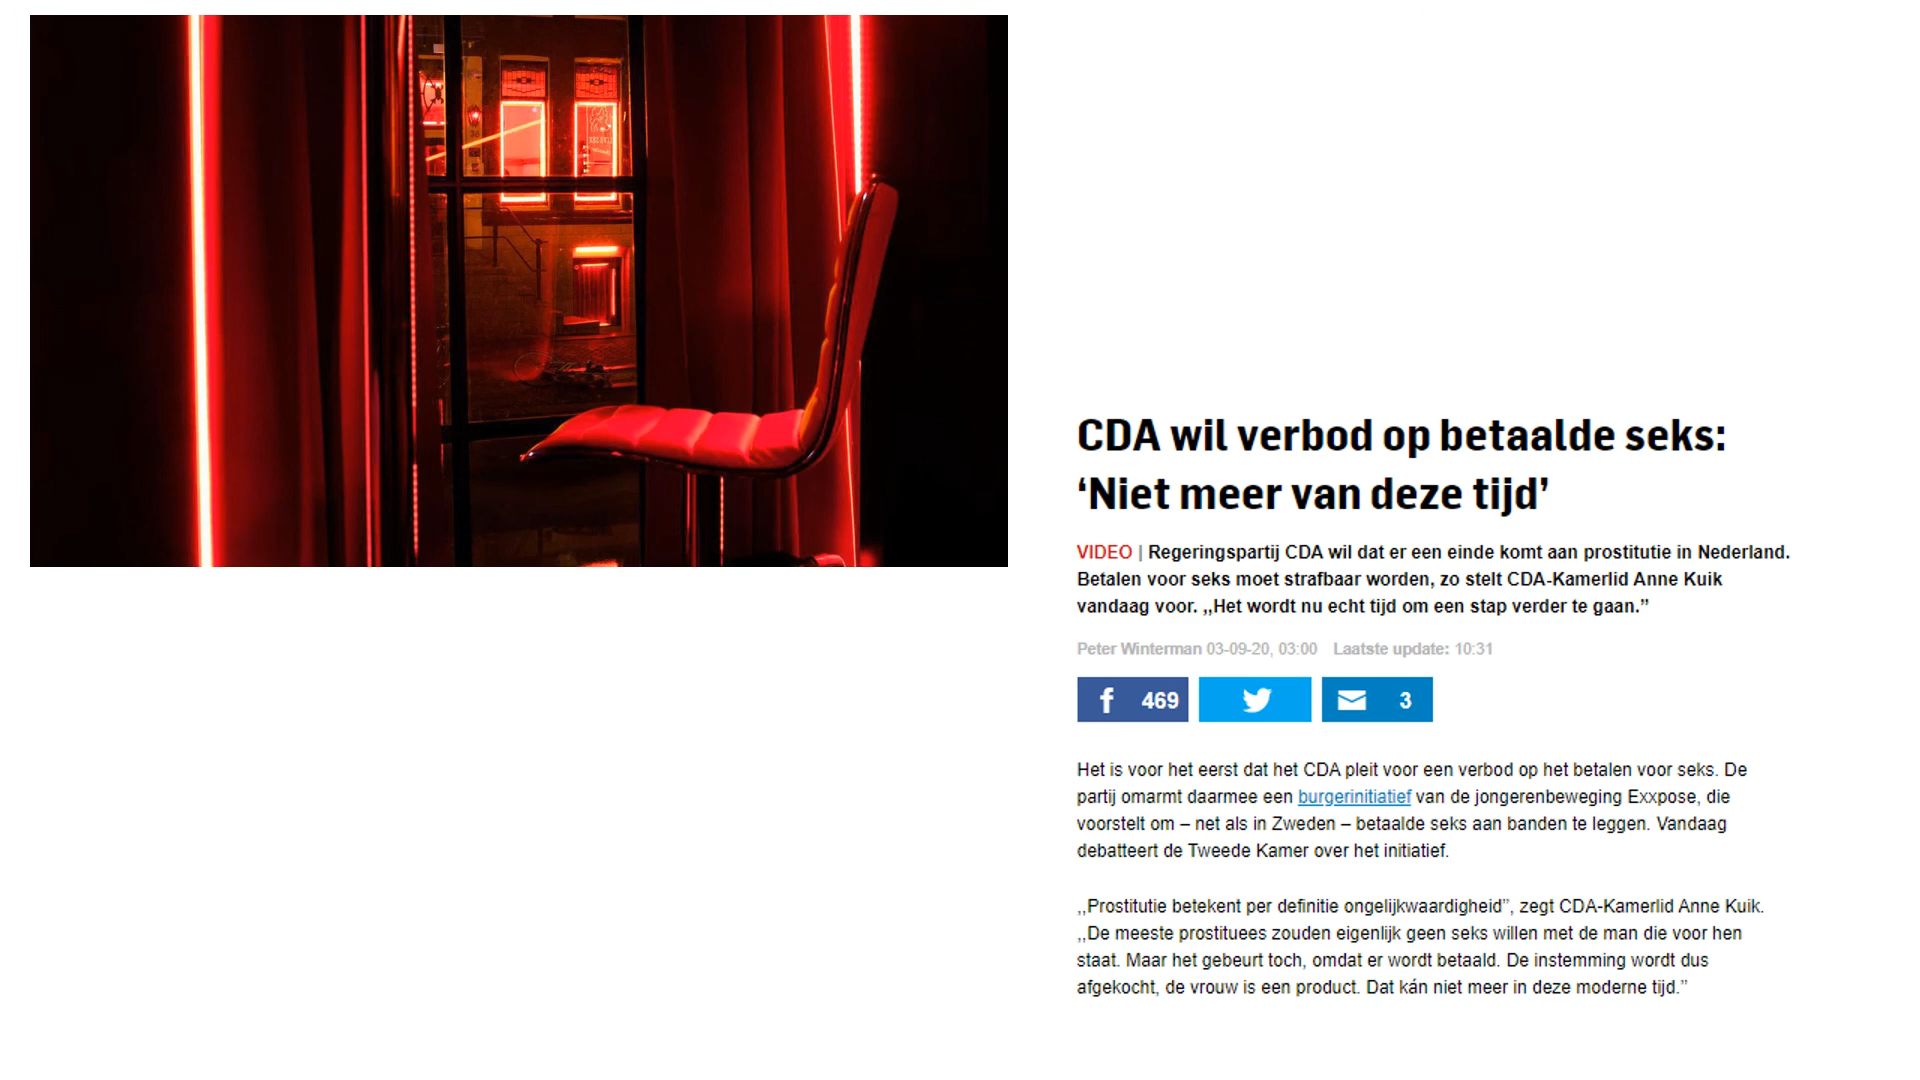 CDA wil verbod op betaalde seks:
‘Niet meer van deze tijd’
VIDEO | Regeringspartij CDA wil dat er een einde komt aan prostitutie in Nederland.
Betalen voor seks moet strafbaar worden, zo stelt CDA-Kamerlid Anne Kuik
vandaag voor. ,,Het wordt nu echt tijd om een stap verder te gaan.’’
Peter Winterman 03-09-20, 03:00 Laatste update: 10:31
469 3
Het is voor het eerst dat het CDA pleit voor een verbod op het betalen voor seks. De
partij omarmt daarmee een burgerinitiatief van de jongerenbeweging Exxpose, die
voorstelt om – net als in Zweden – betaalde seks aan banden te leggen. Vandaag
debatteert de Tweede Kamer over het initiatief.
,,Prostitutie betekent per definitie ongelijkwaardigheid’’, zegt CDA-Kamerlid Anne Kuik.
,,De meeste prostituees zouden eigenlijk geen seks willen met de man die voor hen
staat. Maar het gebeurt toch, omdat er wordt betaald. De instemming wordt dus
afgekocht, de vrouw is een product. Dat kán niet meer in deze moderne tijd.’’